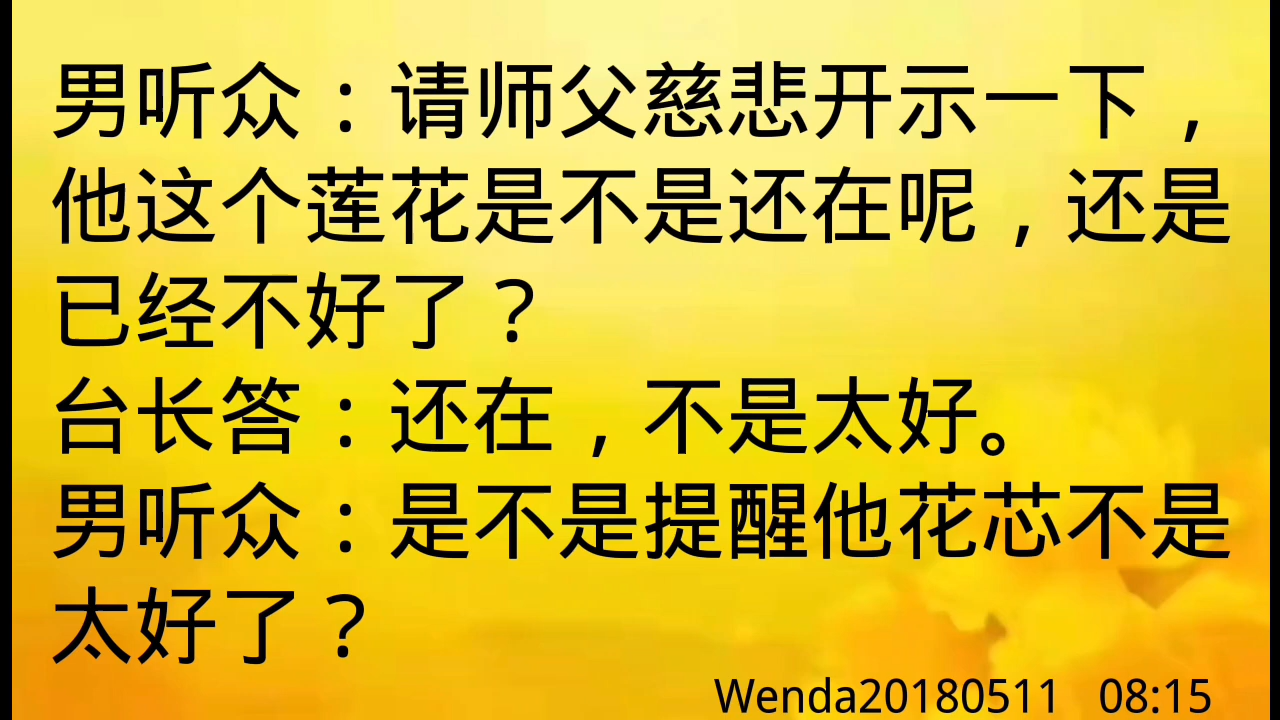 男听众：请师父慈悲开示一下，
他这个莲花是不是还在呢，还是
已经不好了？
台长答：还在，不是太好。
男听众：是不是提醒他花芯不是
太好了？
Wenda20180511 08:15